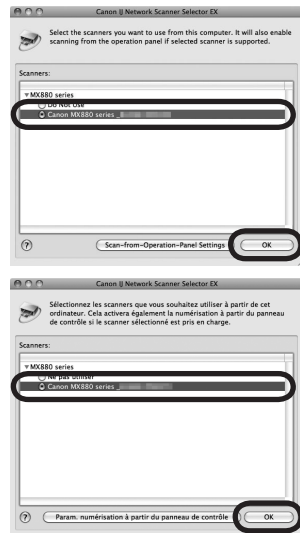 Canon IJ Network Scanner Selector EX
Select the scanners you want to use from this computer. It will also enable
scanning from the operation panel if selected scanner is supported.
Scanners:
MX880 series
Do Not Use
Canon MX880 series _
? Scan-from-Operation-Panel Settings OK
Canon IJ Network Scanner Selector EX
Sélectionnez les scanners que vous souhaitez utiliser à partir de cet
ordinateur. Cela activera également la numérisation à partir du panneau
de contrôle si le scanner sélectionné est pris en charge.
Scanners:
MX880 series
Ne pas utiliser
Canon MX880 series _
? Param. numérisation à partir du panneau de contrôle OK